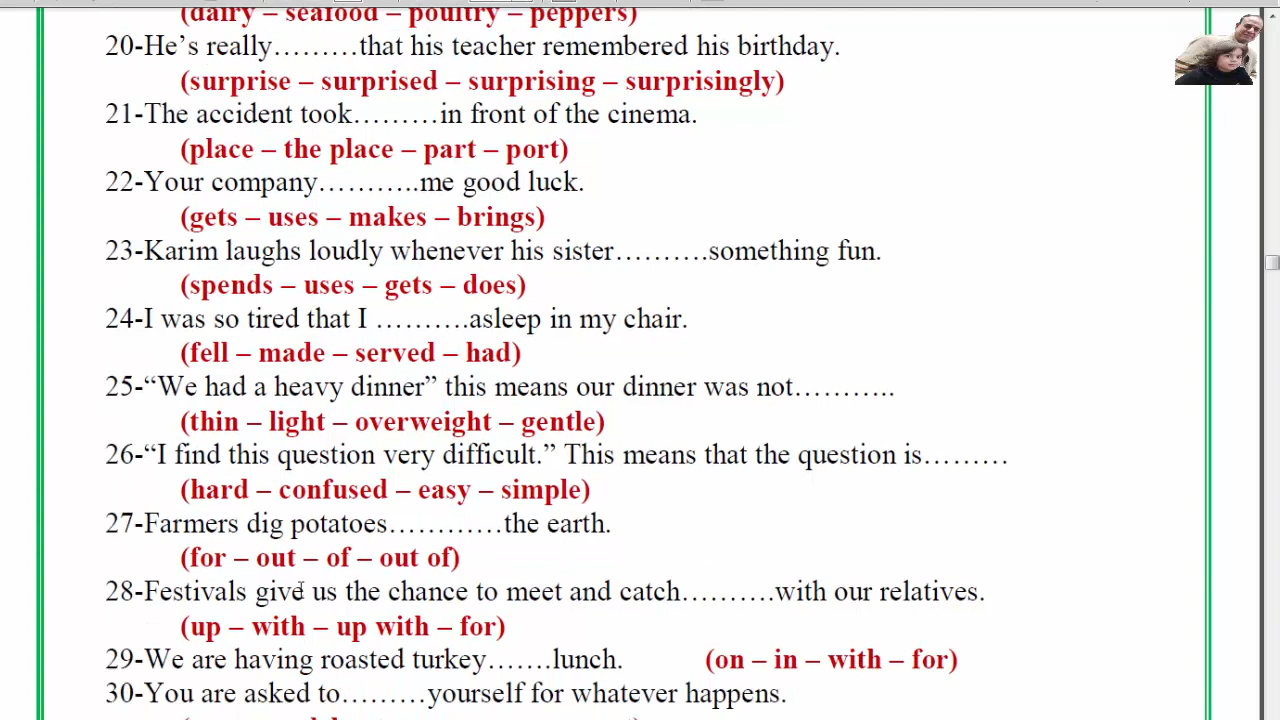 (dairy – seafood – poultry – peppers)
20-He’s really………that his teacher remembered his birthday.
(surprise – surprised – surprising – surprisingly)
21-The accident took………in front of the cinema.
(place – the place – part – port)
22-Your company………..me good luck.
(gets – uses – makes – brings)
23-Karim laughs loudly whenever his sister……….something fun.
(spends – uses – gets – does)
24-I was so tired that I ……….asleep in my chair.
(fell – made – served – had)
25-“We had a heavy dinner” this means our dinner was not………..
(thin – light – overweight – gentle)
26-“I find this question very difficult.” This means that the question is………
(hard – confused – easy – simple)
27-Farmers dig potatoes…………the earth.
(for – out – of – out of)
28-Festivals give us the chance to meet and catch……….with our relatives.
(up – with – up with – for)
29-We are having roasted turkey…….lunch. (on – in – with – for)
30-You are asked to………yourself for whatever happens.